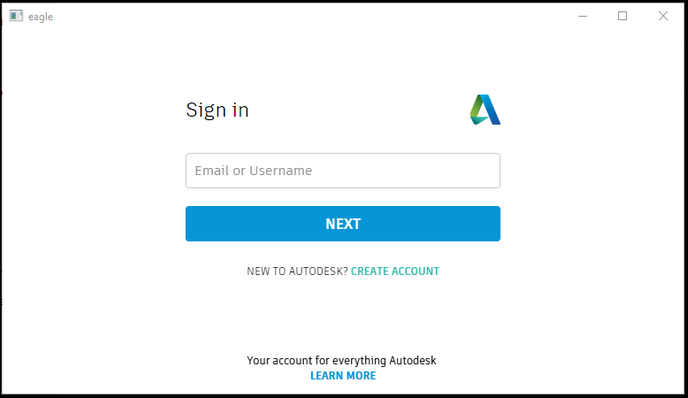 eagle
Sign in
Email or Username
NEXT
NEW TO AUTODESK? CREATE ACCOUNT
Your account for everything Autodesk
LEARN MORE